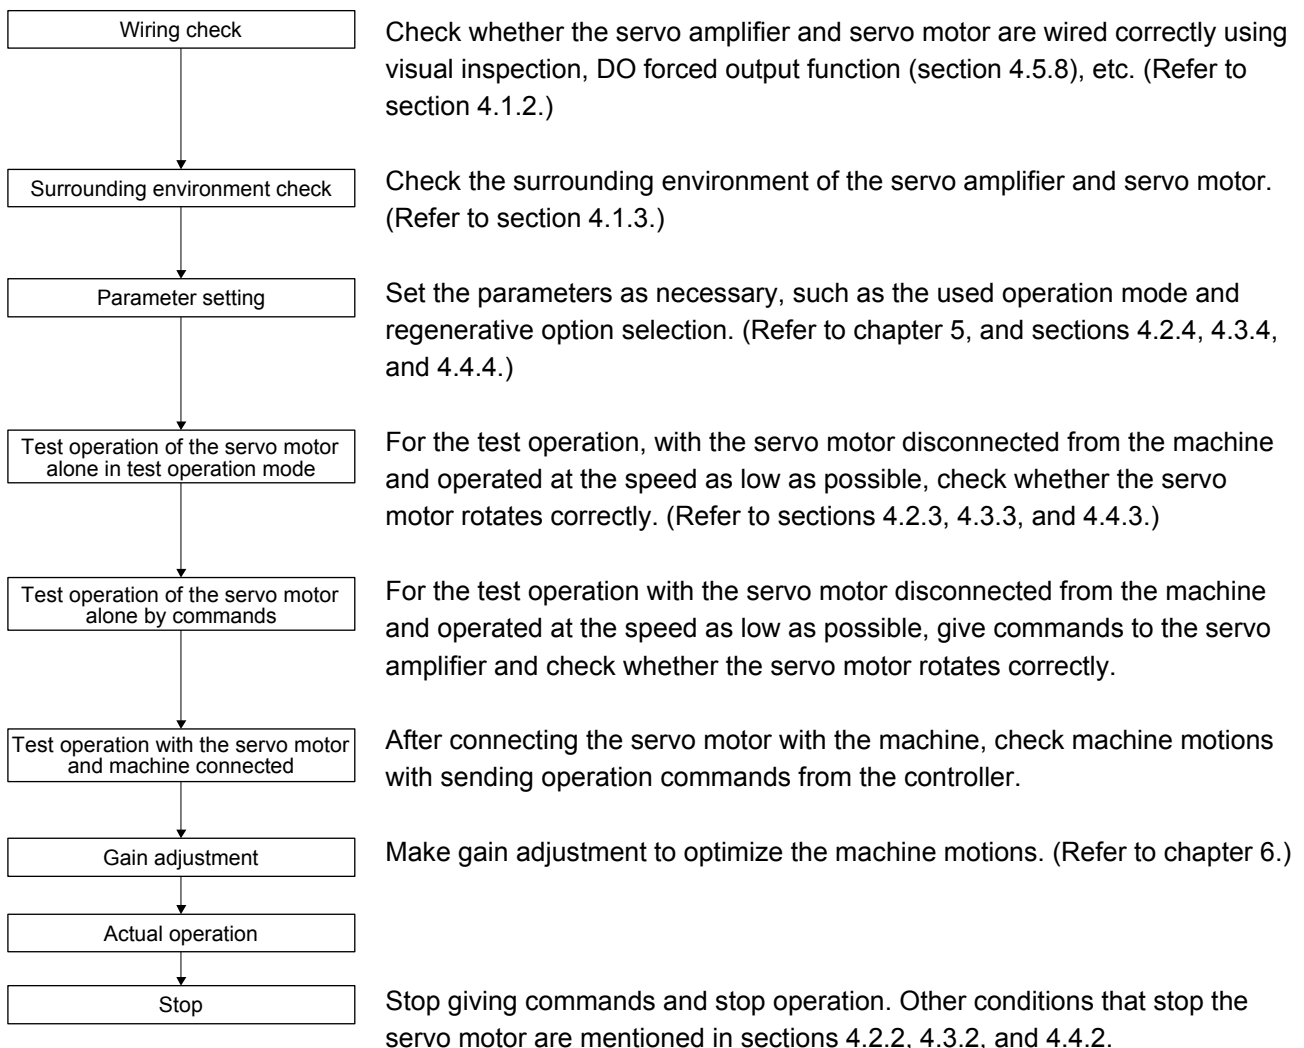 Wiring check
Check whether the servo amplifier and servo motor are wired correctly using
visual inspection, DO forced output function (section 4.5.8), etc. (Refer to
section 4.1.2.)
Surrounding environment check
Check the surrounding environment of the servo amplifier and servo motor.
(Refer to section 4.1.3.)
Parameter setting
Set the parameters as necessary, such as the used operation mode and
regenerative option selection. (Refer to chapter 5, and sections 4.2.4, 4.3.4,
and 4.4.4.)
Test operation of the servo motor
alone in test operation mode
For the test operation, with the servo motor disconnected from the machine
and operated at the speed as low as possible, check whether the servo
motor rotates correctly. (Refer to sections 4.2.3, 4.3.3, and 4.4.3.)
Test operation of the servo motor
alone by commands
For the test operation with the servo motor disconnected from the machine
and operated at the speed as low as possible, give commands to the servo
amplifier and check whether the servo motor rotates correctly.
Test operation with the servo motor
and machine connected
After connecting the servo motor with the machine, check machine motions
with sending operation commands from the controller.
Gain adjustment
Make gain adjustment to optimize the machine motions. (Refer to chapter 6.)
Actual operation
Stop
Stop giving commands and stop operation. Other conditions that stop the
servo motor are mentioned in sections 4.2.2, 4.3.2, and 4.4.2.